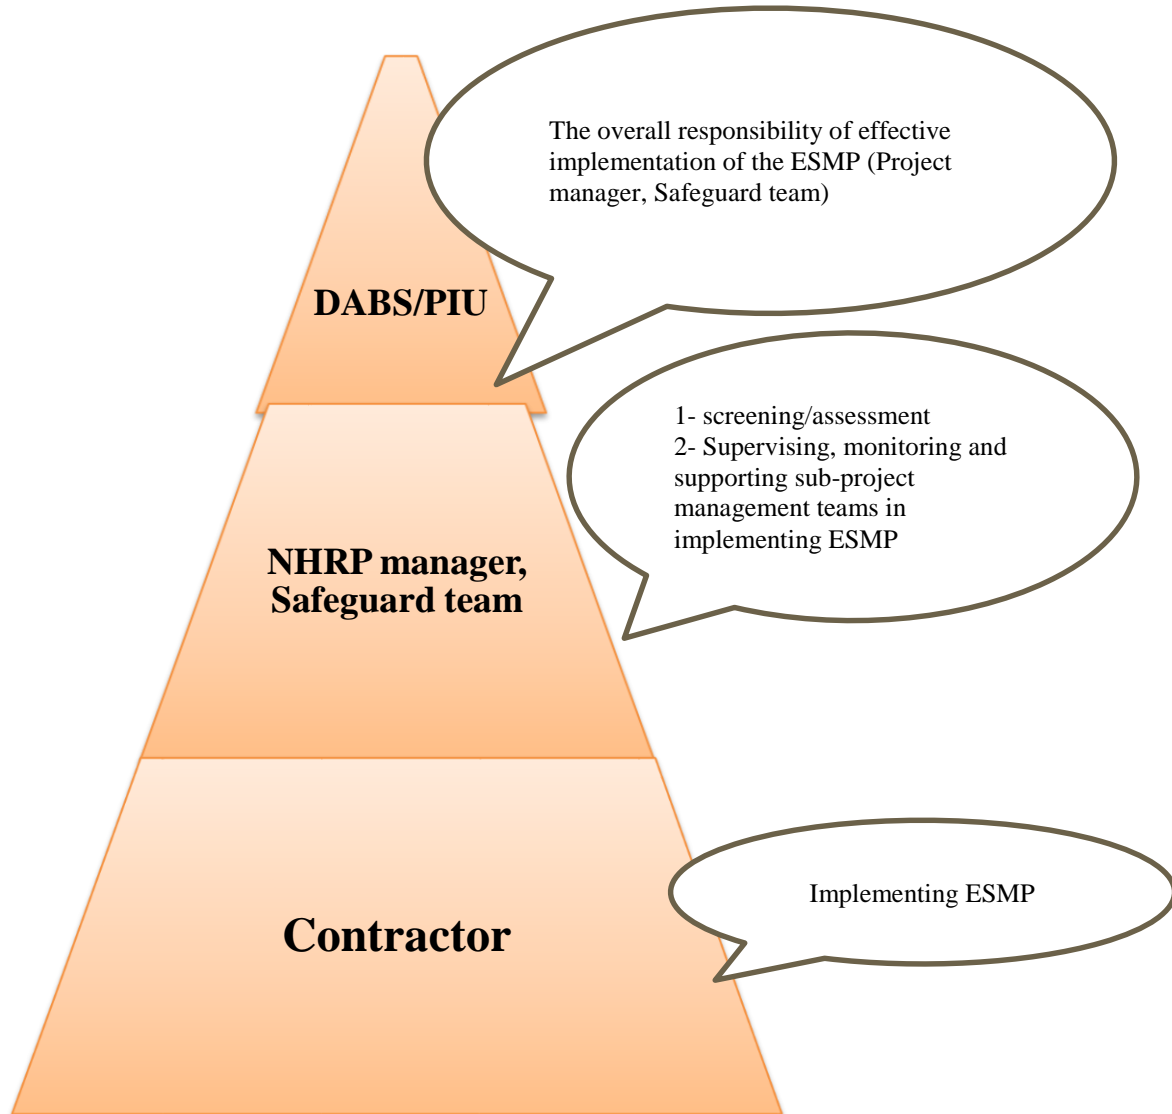 The overall responsibility of effective
implementation of the ESMP (Project
manager, Safeguard team)
DABS/PIU
1- screening/assessment
2- Supervising, monitoring and
supporting sub-project
management teams in
implementing ESMP
NHRP manager,
Safeguard team
Implementing ESMP
Contractor